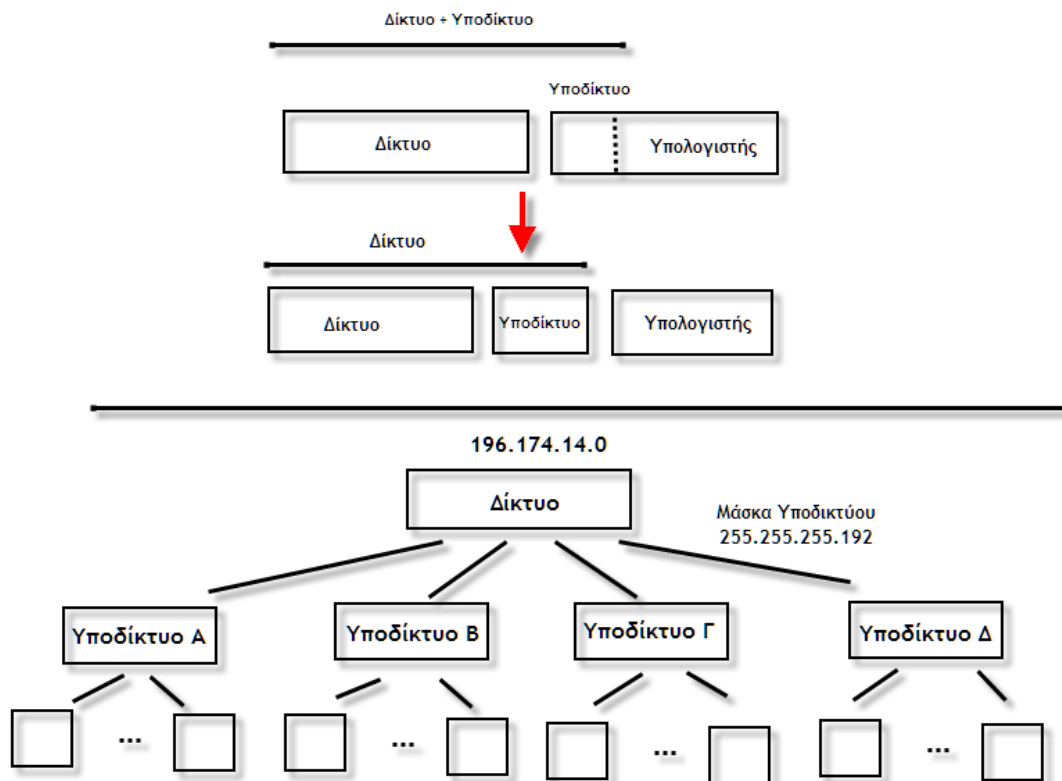 Δίκτυο + Υποδίκτυο
Υποδίκτυο
Δίκτυο
Υπολογιστής
Δίκτυο
Δίκτυο
Υποδίκτυο
Υπολογιστής
196.174.14.0
Δίκτυο
Μάσκα Υποδικτύου
255.255.255.192
Υποδίκτυο Α
Υποδίκτυο Β
Υποδίκτυο Γ
Υποδίκτυο Δ
...
...
...
...